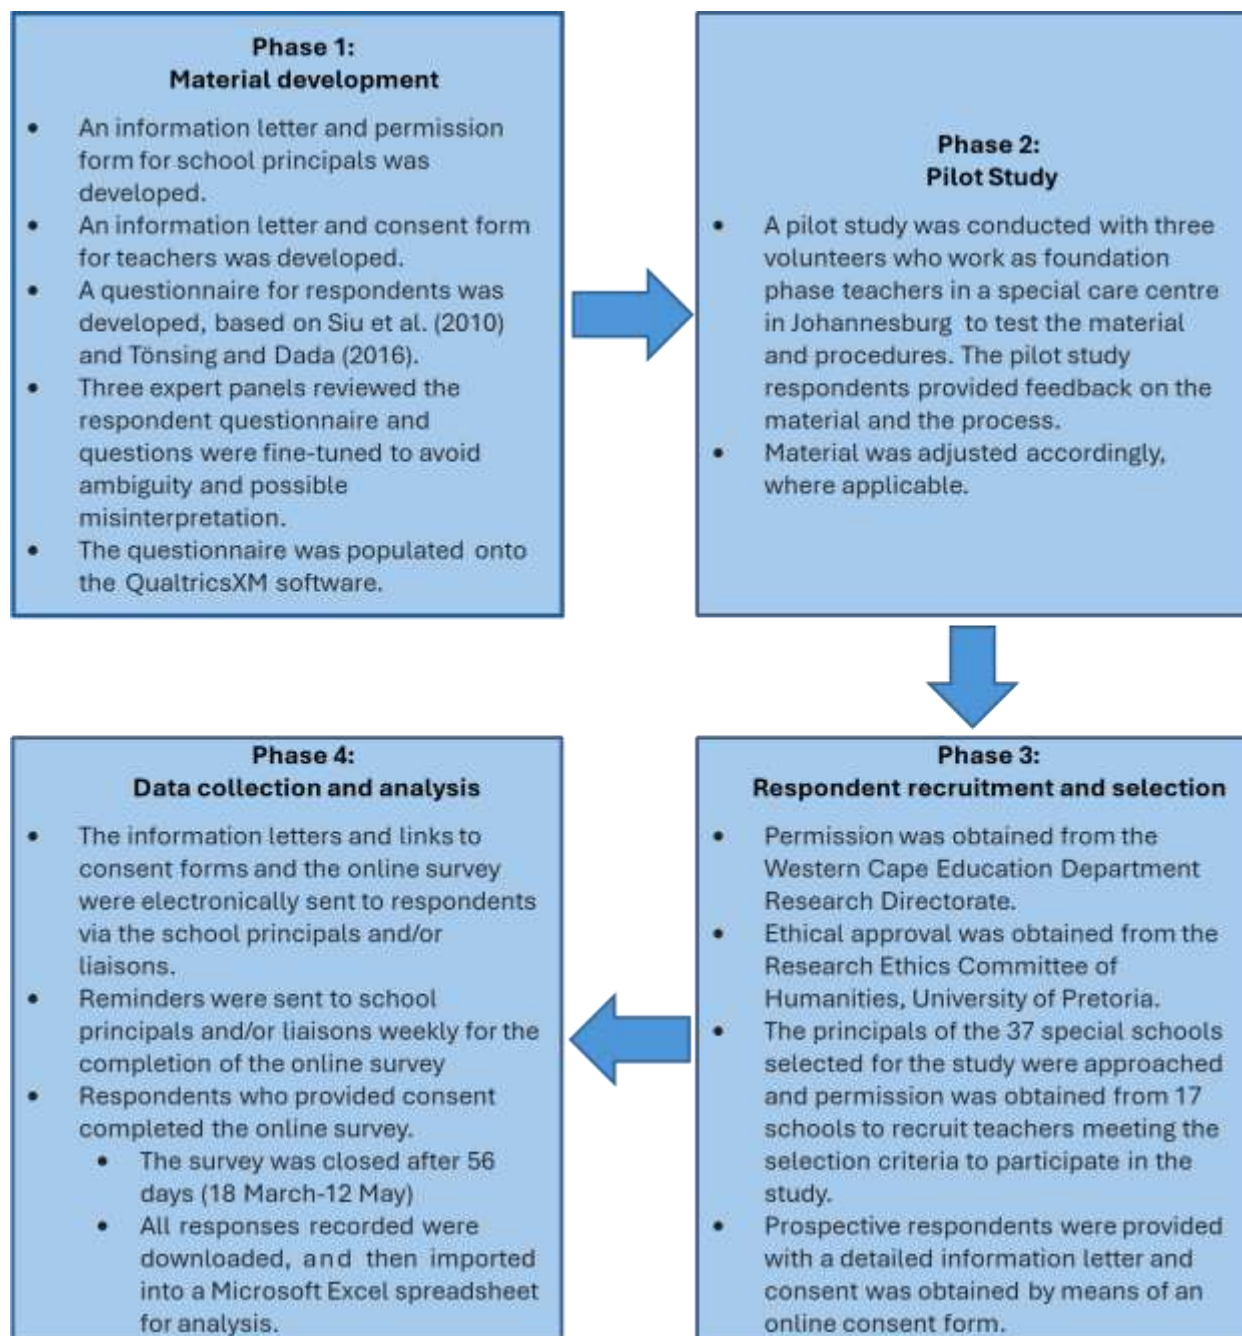 Phase 1:
Material development
• An information letter and permission
form for school principals was
developed.
• An information letter and consent form
for teachers was developed.
• A questionnaire for respondents was
developed, based on Siu et al. (2010)
and Tönsing and Dada (2016).
• Three expert panels reviewed the
respondent questionnaire and
questions were fine-tuned to avoid
ambiguity and possible
misinterpretation.
• The questionnaire was populated onto
the QualtricsXM software.
Phase 2:
Pilot Study
• A pilot study was conducted with three
volunteers who work as foundation
phase teachers in a special care centre
in Johannesburg to test the material
and procedures. The pilot study
respondents provided feedback on the
material and the process.
• Material was adjusted accordingly,
where applicable.
Phase 3:
Respondent recruitment and selection
• Permission was obtained from the
Western Cape Education Department
Research Directorate.
• Ethical approval was obtained from the
Research Ethics Committee of
Humanities, University of Pretoria.
• The principals of the 37 special schools
selected for the study were approached
and permission was obtained from 17
schools to recruit teachers meeting the
selection criteria to participate in the
study.
• Prospective respondents were provided
with a detailed information letter and
consent was obtained by means of an
online consent form.
Phase 4:
Data collection and analysis
• The information letters and links to
consent forms and the online survey
were electronically sent to respondents
via the school principals and/or
liaisons.
• Reminders were sent to school
principals and/or liaisons weekly for the
completion of the online survey
• Respondents who provided consent
completed the online survey.
• The survey was closed after 56
days (18 March-12 May)
• All responses recorded were
downloaded, and then imported
into a Microsoft Excel spreadsheet
for analysis.